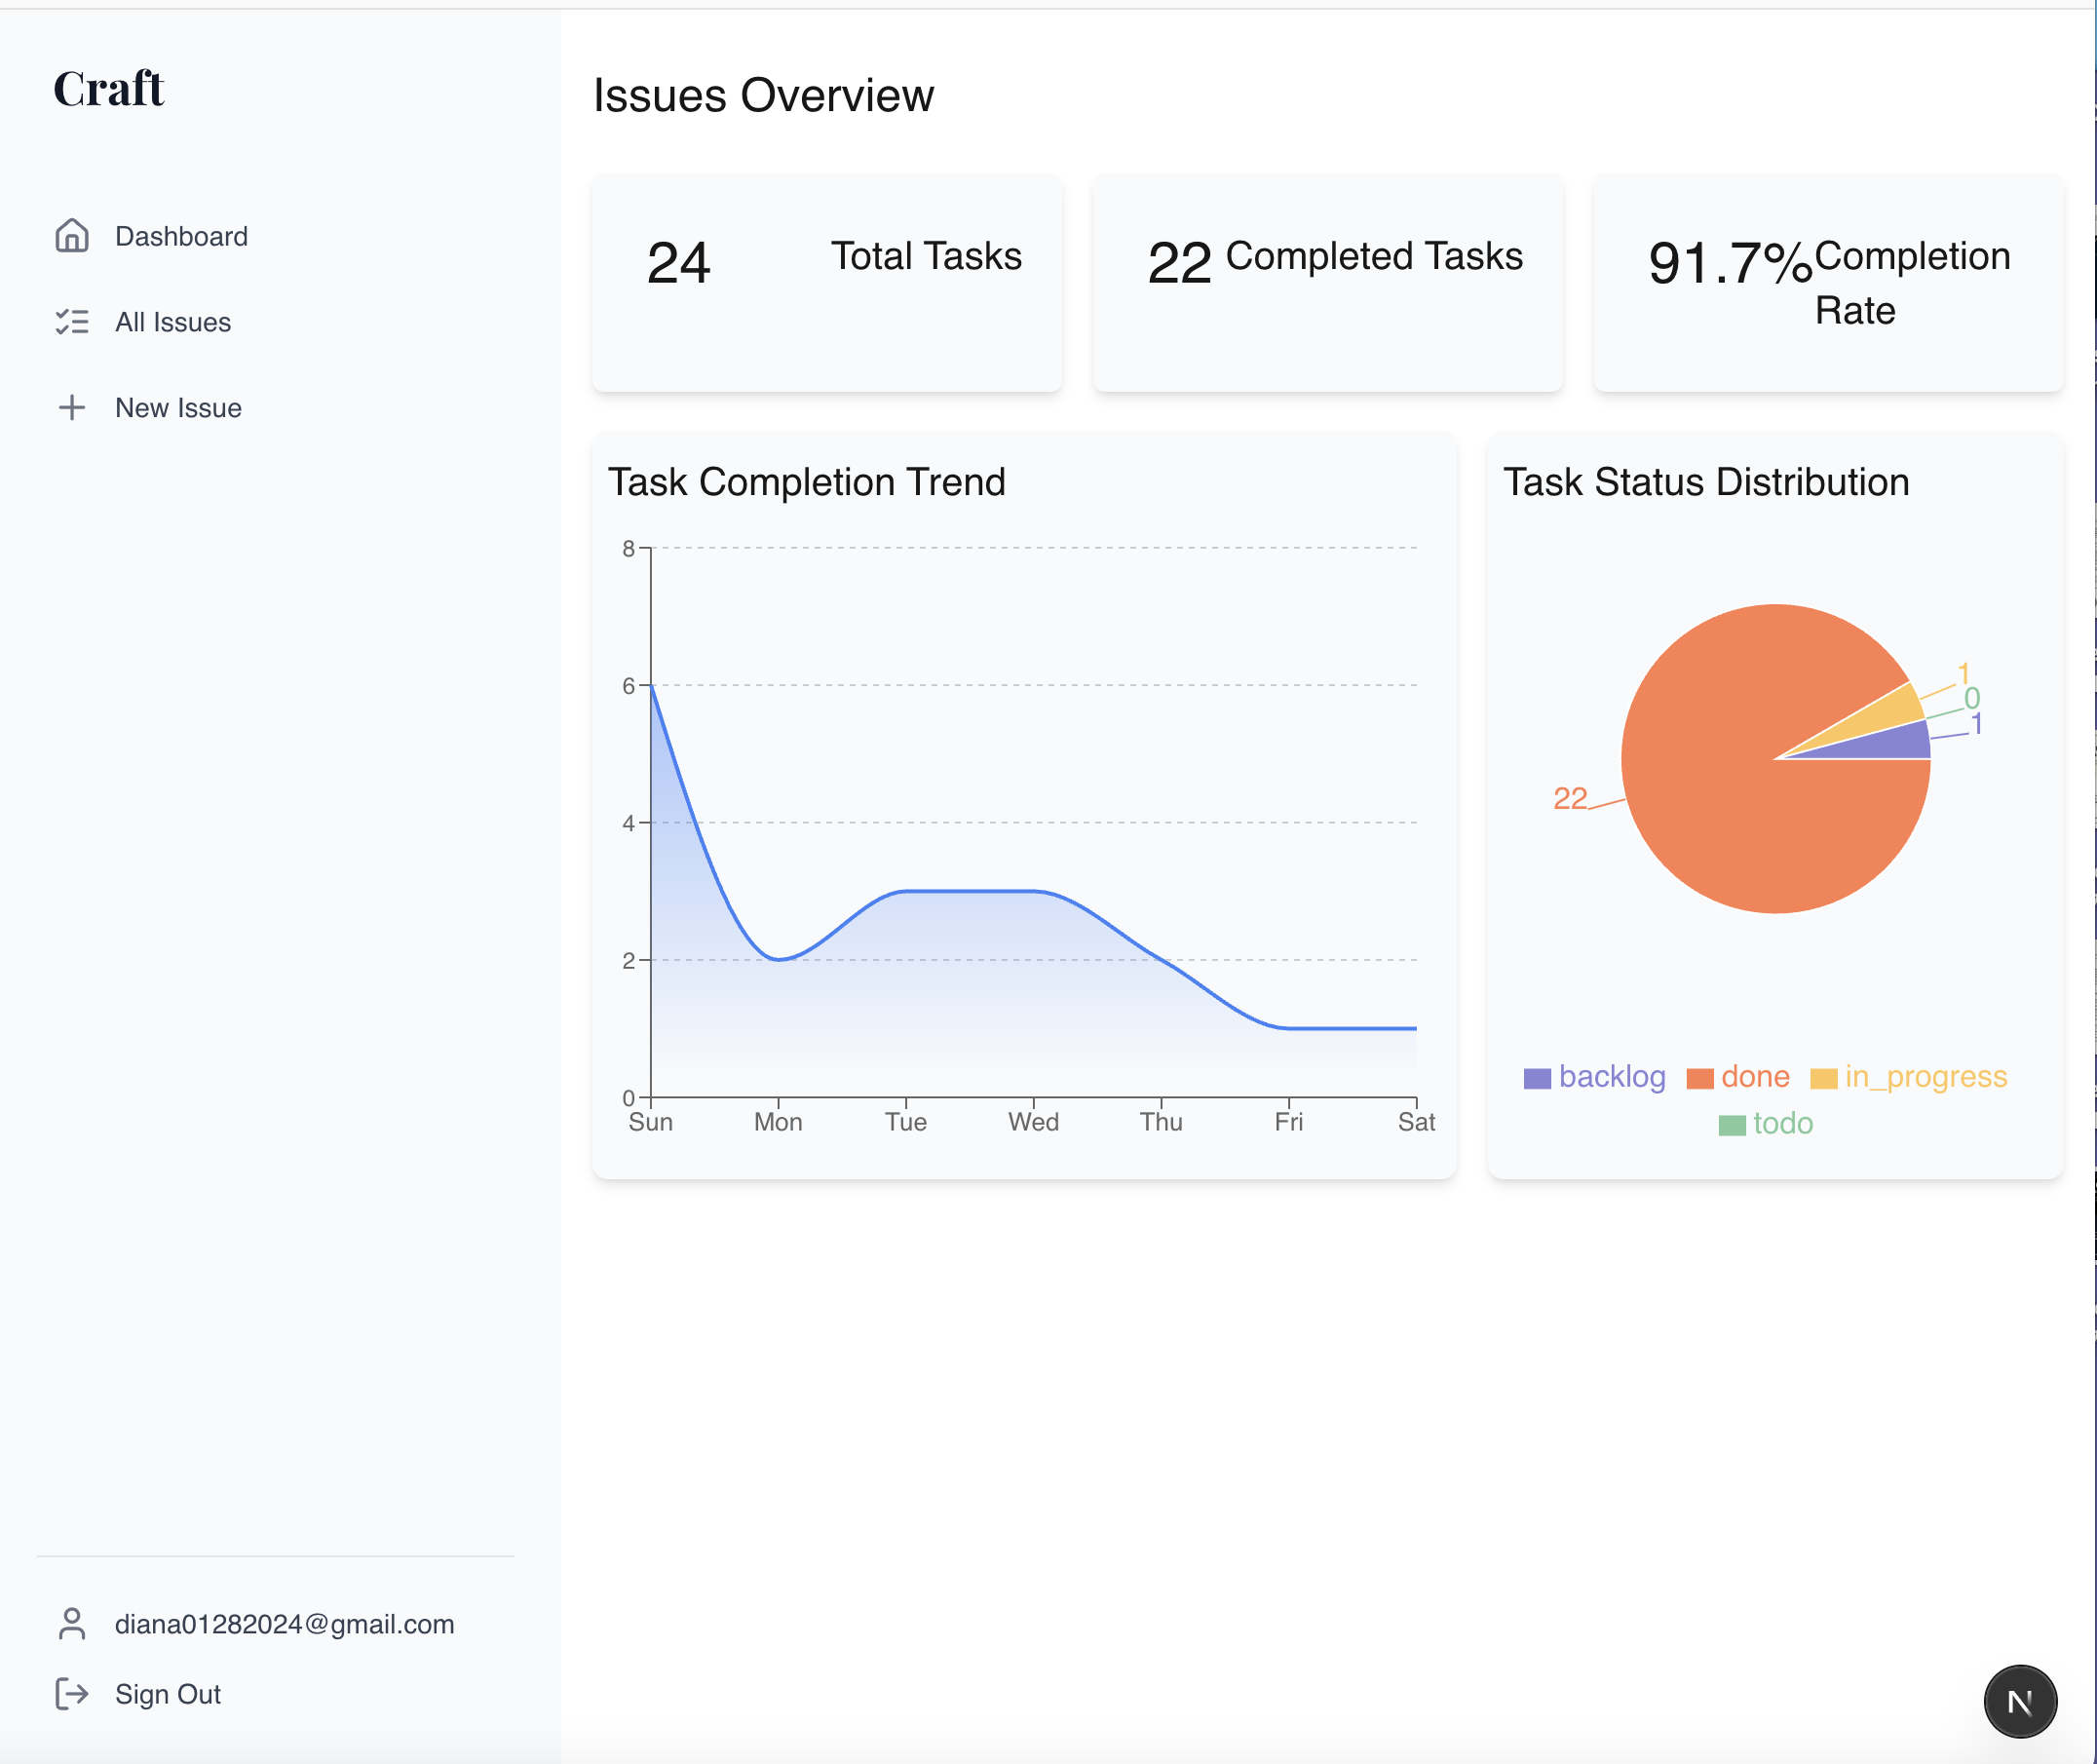 Craft
Dashboard
All Issues
New Issue
diana01282024@gmail.com
Sign Out
Issues Overview
24 Total Tasks
22 Completed Tasks
91.7% Completion
Rate
Task Completion Trend
8
6
4
2
0
Sun Mon Tue Wed Thu Fri Sat
Task Status Distribution
1
0
1
22
backlog done in_progress
todo
N